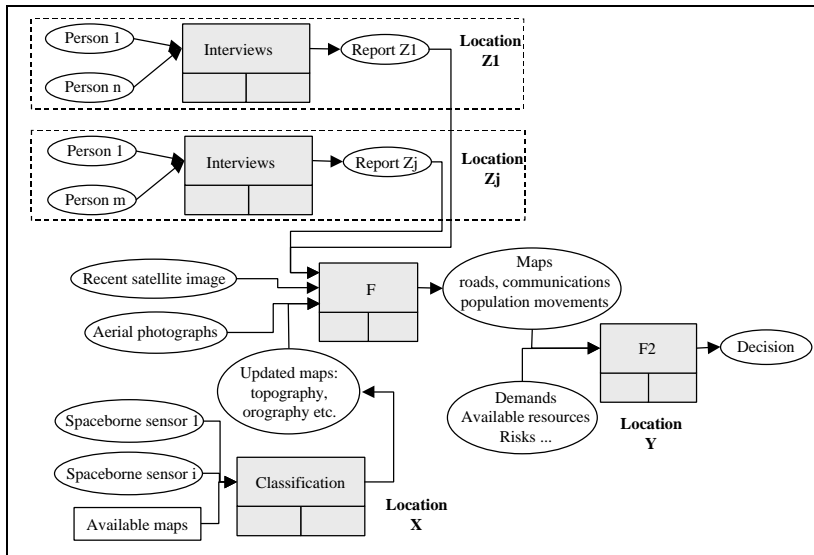 Person 1
Interviews
Report Z1
Location
Z1
Person n
Person 1
Interviews
Report Zj
Location
Zj
Person m
Recent satellite image
F
Maps
roads, communications
population movements
Aerial photographs
F2
Decision
Updated maps:
topography,
orography etc.
Demands
Available resources
Risks ...
Location
Y
Spaceborne sensor 1
Spaceborne sensor i
Classification
Location
X
Available maps